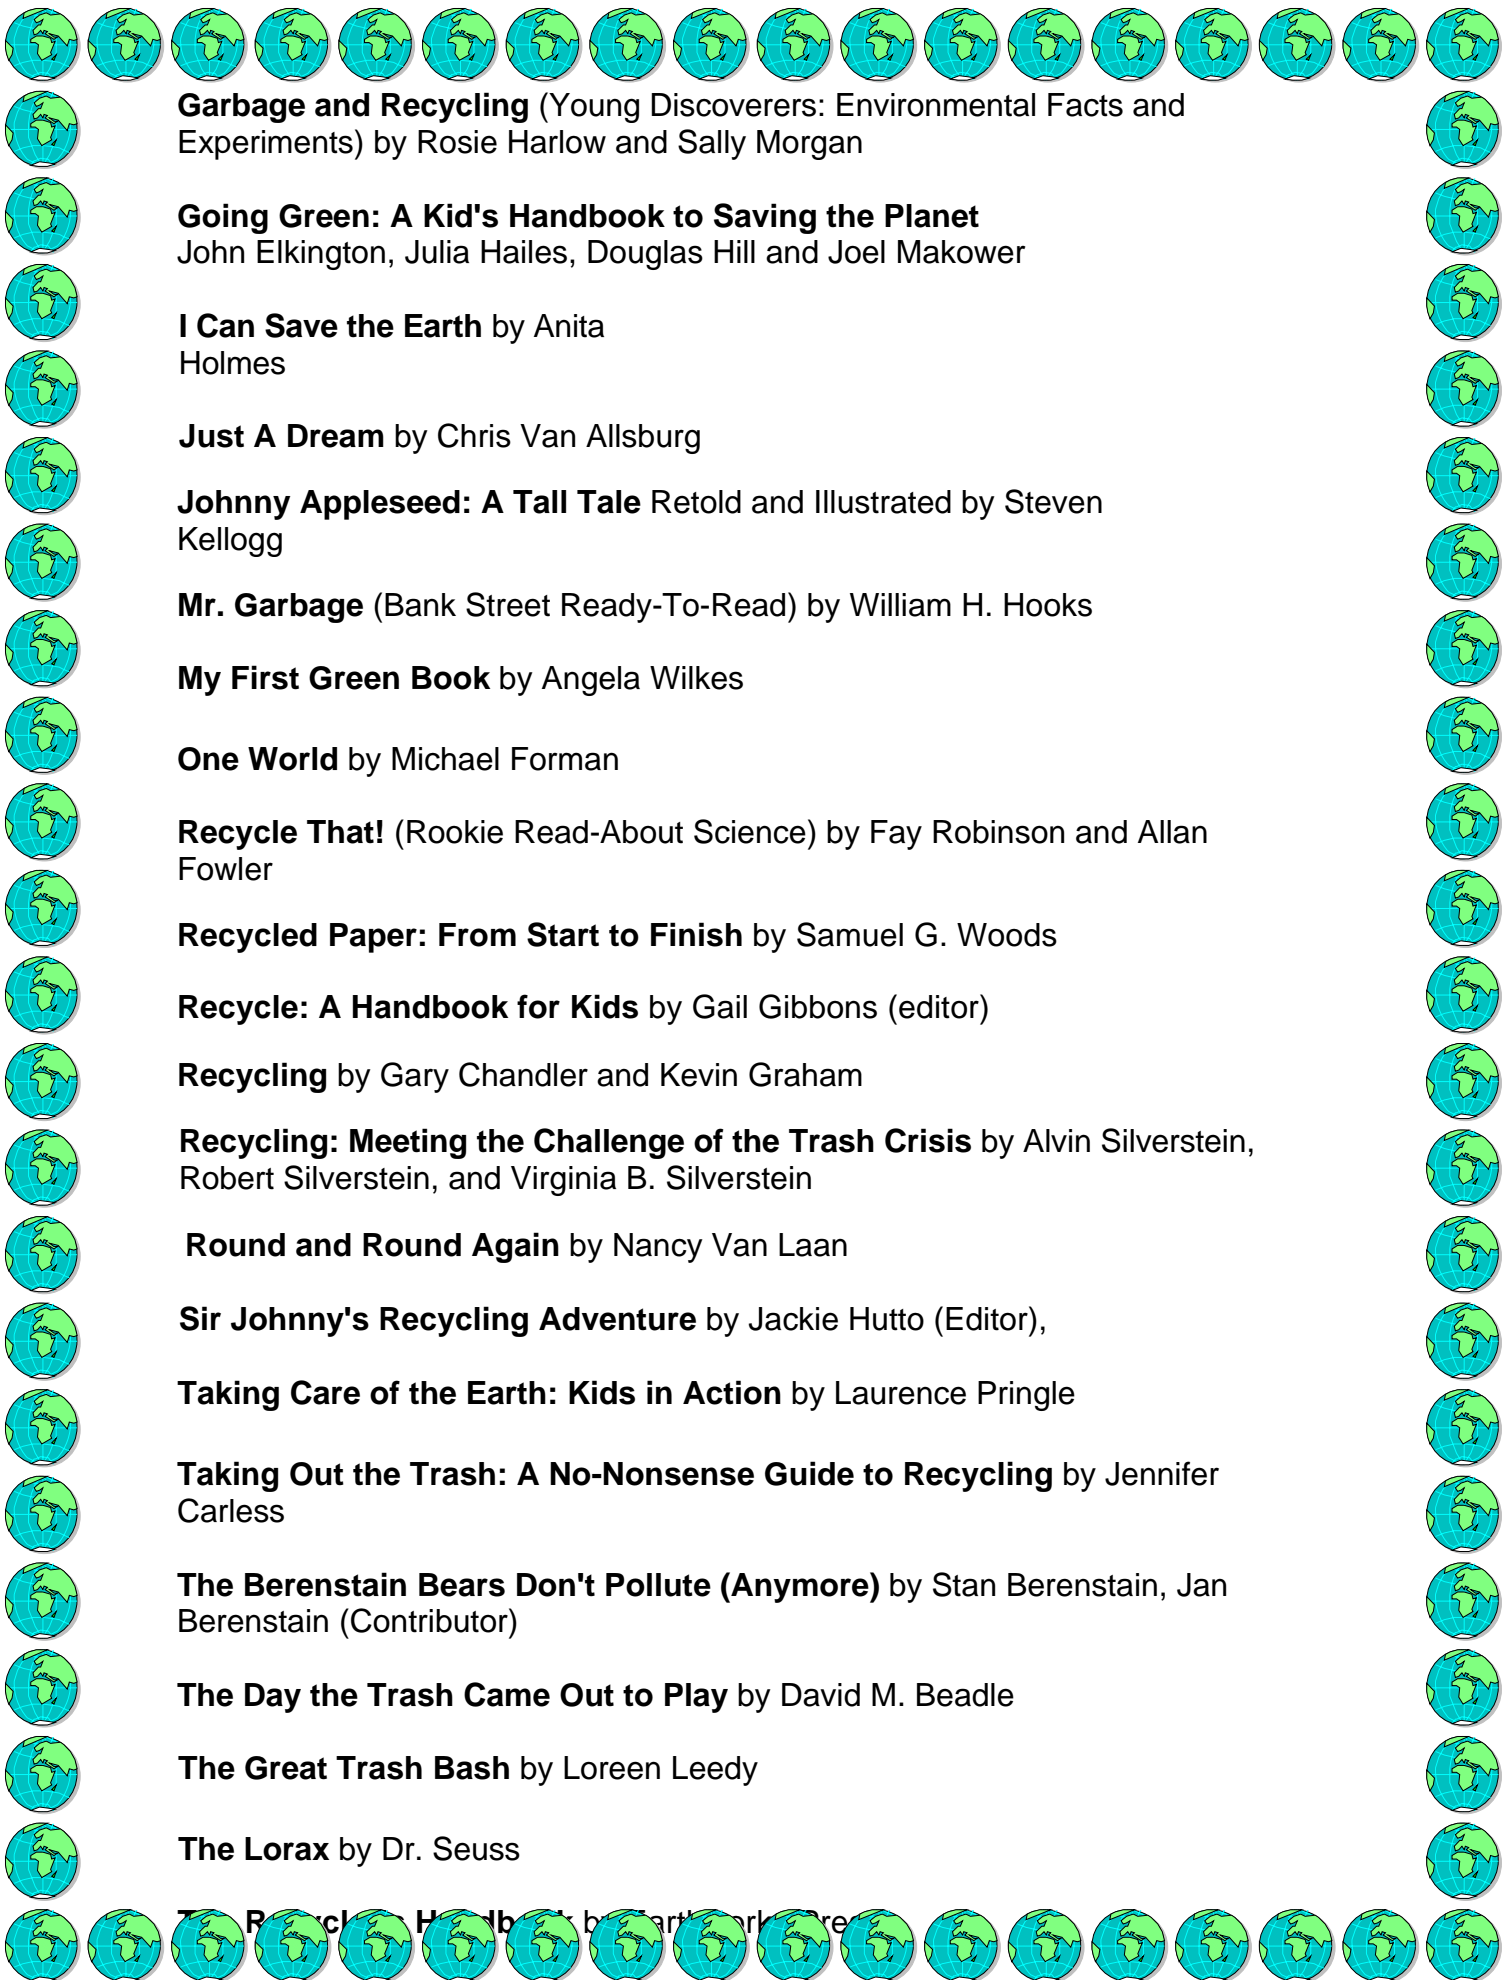 Garbage and Recycling (Young Discoverers: Environmental Facts and
Experiments) by Rosie Harlow and Sally Morgan
Going Green: A Kid's Handbook to Saving the Planet
John Elkington, Julia Hailes, Douglas Hill and Joel Makower
I Can Save the Earth by Anita
Holmes
Just A Dream by Chris Van Allsburg
Johnny Appleseed: A Tall Tale Retold and Illustrated by Steven
Kellogg
Mr. Garbage (Bank Street Ready-To-Read) by William H. Hooks
My First Green Book by Angela Wilkes
One World by Michael Forman
Recycle That! (Rookie Read-About Science) by Fay Robinson and Allan
Fowler
Recycled Paper: From Start to Finish by Samuel G. Woods
Recycle: A Handbook for Kids by Gail Gibbons (editor)
Recycling by Gary Chandler and Kevin Graham
Recycling: Meeting the Challenge of the Trash Crisis by Alvin Silverstein,
Robert Silverstein, and Virginia B. Silverstein
Round and Round Again by Nancy Van Laan
Sir Johnny's Recycling Adventure by Jackie Hutto (Editor),
Taking Care of the Earth: Kids in Action by Laurence Pringle
Taking Out the Trash: A No-Nonsense Guide to Recycling by Jennifer
Carless
The Berenstain Bears Don't Pollute (Anymore) by Stan Berenstain, Jan
Berenstain (Contributor)
The Day the Trash Came Out to Play by David M. Beadle
The Great Trash Bash by Loreen Leedy
The Lorax by Dr. Seuss
by